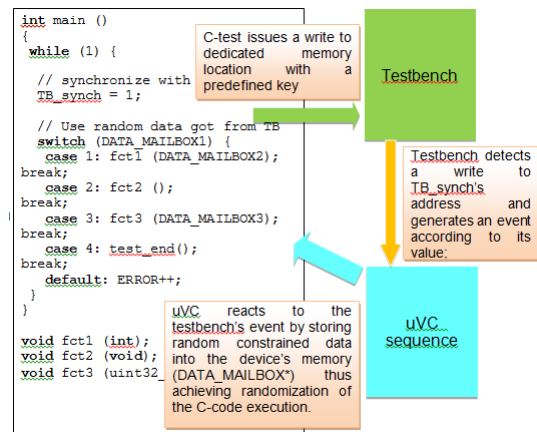 int main ()
{
while (1) {
// synchronize with
TB_synch = 1;
// Use random data got from TB
switch (DATA_MAILBOX1) {
case 1: fct1 (DATA_MAILBOX2);
break;
case 2: fct2 ();
break;
case 3: fct3 (DATA_MAILBOX3);
break;
case 4: test_end();
break;
default: ERROR++;
}
}
void fct1 (int);
void fct2 (void);
void fct3 (uint32_
C-test issues a write to
dedicated memory
location with a
predefined key
Testbench
Testbench detects
a write to
TB_synch's
address and
generates an event
according to its
value;
uVC
sequence
uVC reacts to the
testbench's event by storing
random constrained data
into the device's memory
(DATA_MAILBOX*) thus
achieving randomization of
the C-code execution.